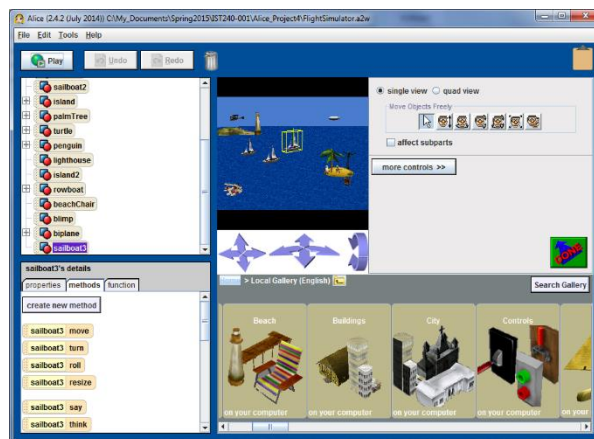 Alice (2.4.2 (July 2014)) C:\My_Documents\Spring2015\IST240-001\Alice_Project4\FlightSimulator.a2w
File Edit Tools Help
Play Undo Redo
sailboat2
island
palmTree
turtle
penguin
lighthouse
island2
rowboat
beachChair
blimp
biplane
sailboat3
single view quad view
Move Objects Freely
affect subparts
more controls >>
DONE
sailboat3's details
properties methods function
create new method
sailboat3 move
sailboat3 turn
sailboat3 roll
sailboat3 resize
sailboat3 say
sailboat3 think
> Local Gallery (English)
Search Gallery
Beach Buildings City Controls
on your computer on your computer on your computer on your computer on your